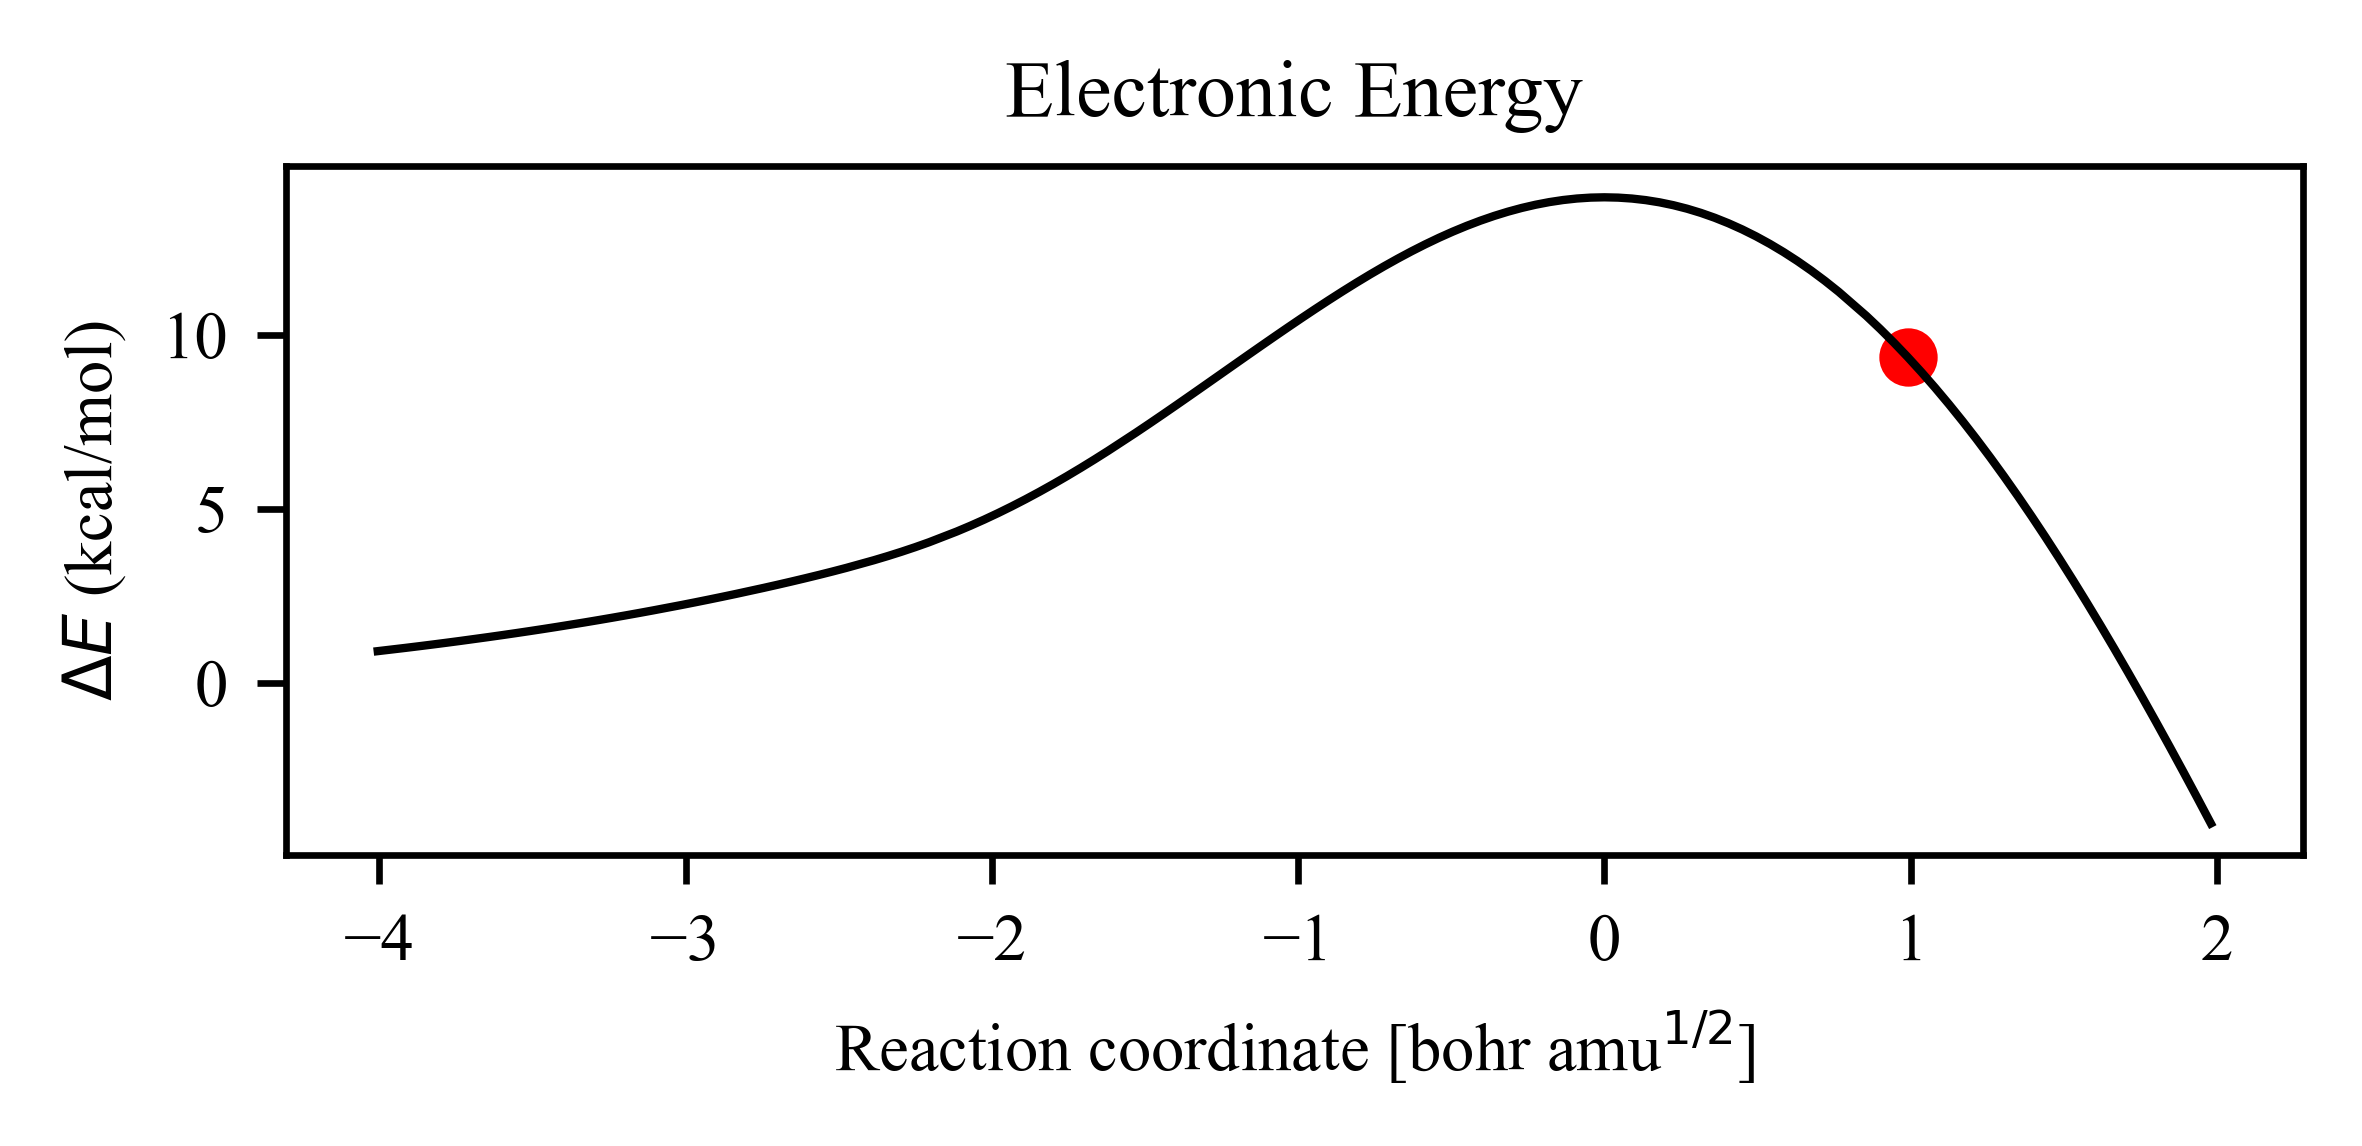 Electronic Energy
ΔE (kcal/mol)
10
5
0
−4 −3 −2 −1 0 1 2
Reaction coordinate [bohr amu^{1/2}]